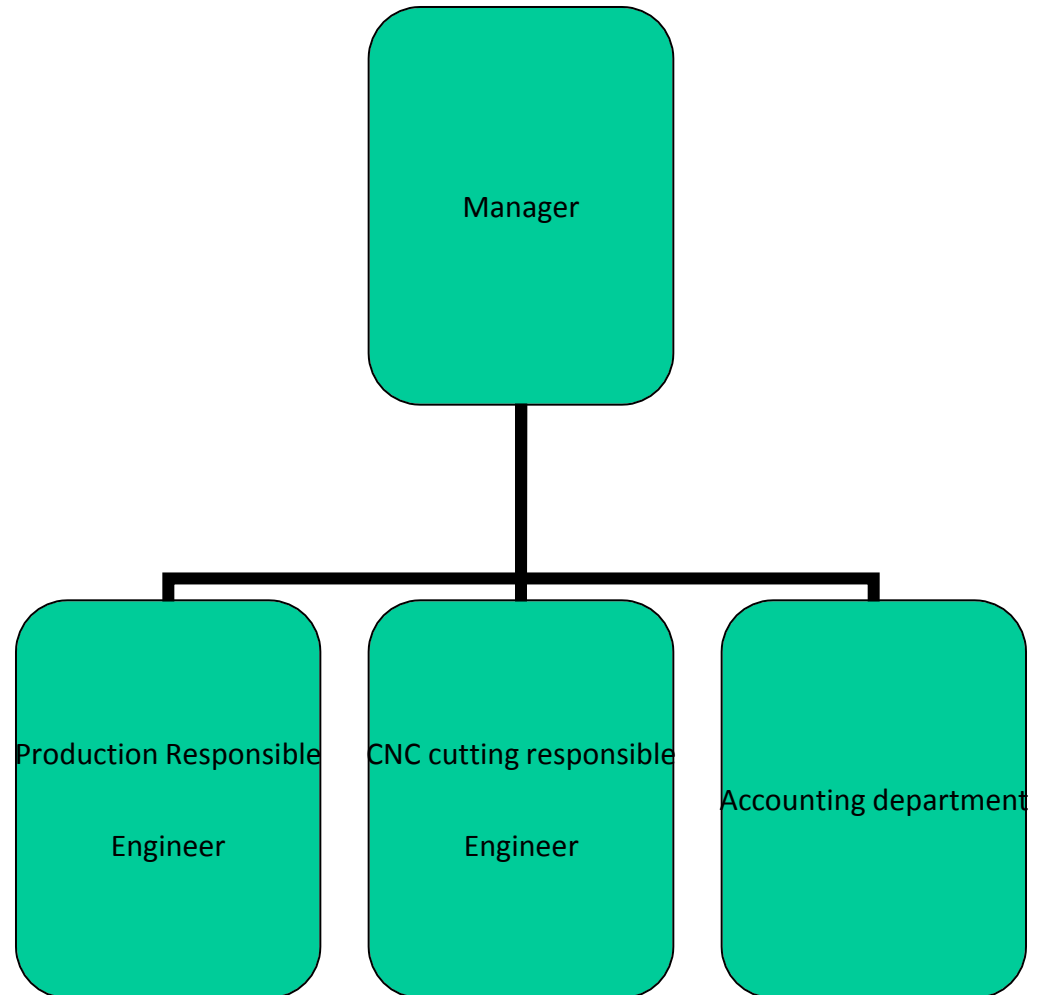 Manager
Production Responsible
Engineer
CNC cutting responsible
Engineer
Accounting department